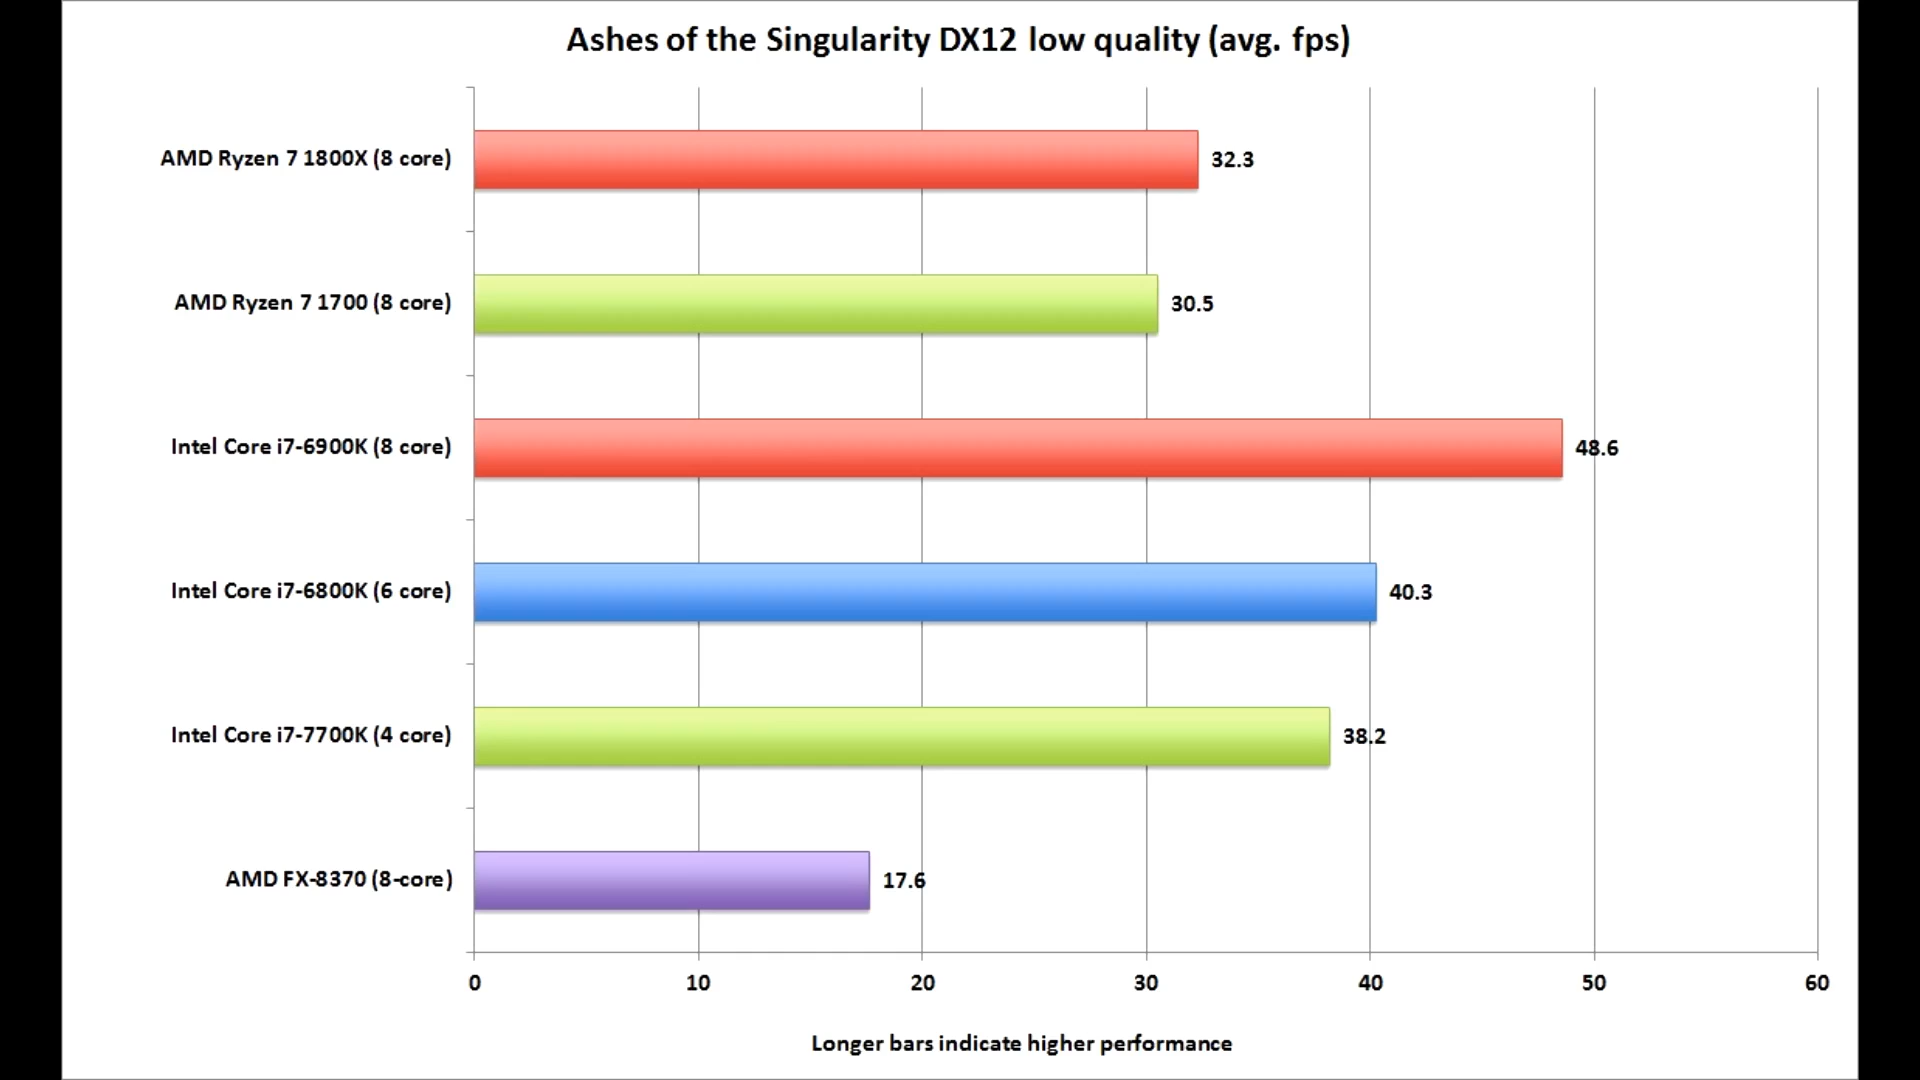 Ashes of the Singularity DX12 low quality (avg. fps)
AMD Ryzen 7 1800X (8 core) 32.3
AMD Ryzen 7 1700 (8 core) 30.5
Intel Core i7-6900K (8 core) 48.6
Intel Core i7-6800K (6 core) 40.3
Intel Core i7-7700K (4 core) 38.2
AMD FX-8370 (8-core) 17.6
0 10 20 30 40 50 60
Longer bars indicate higher performance